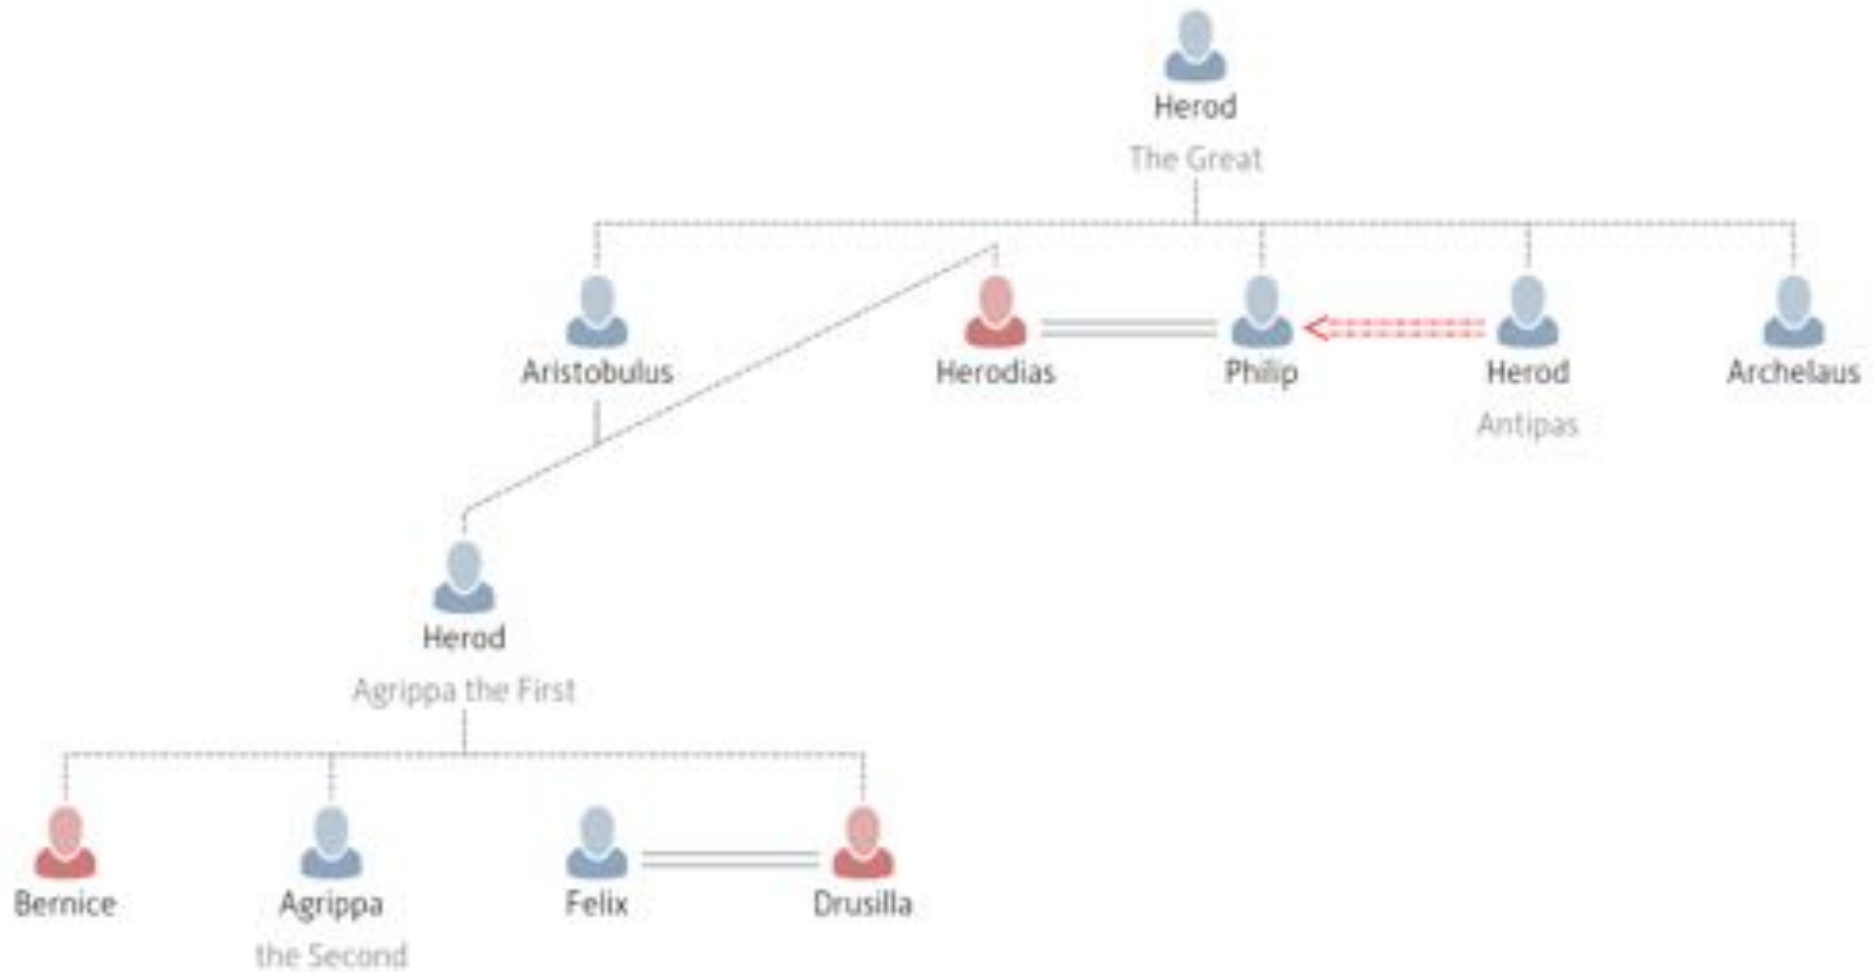 Herod
The Great
Aristobulus
Herodias
Philip
Herod
Antipas
Archelaus
Herod
Agrippa the First
Bernice
Agrippa
the Second
Felix
Drusilla